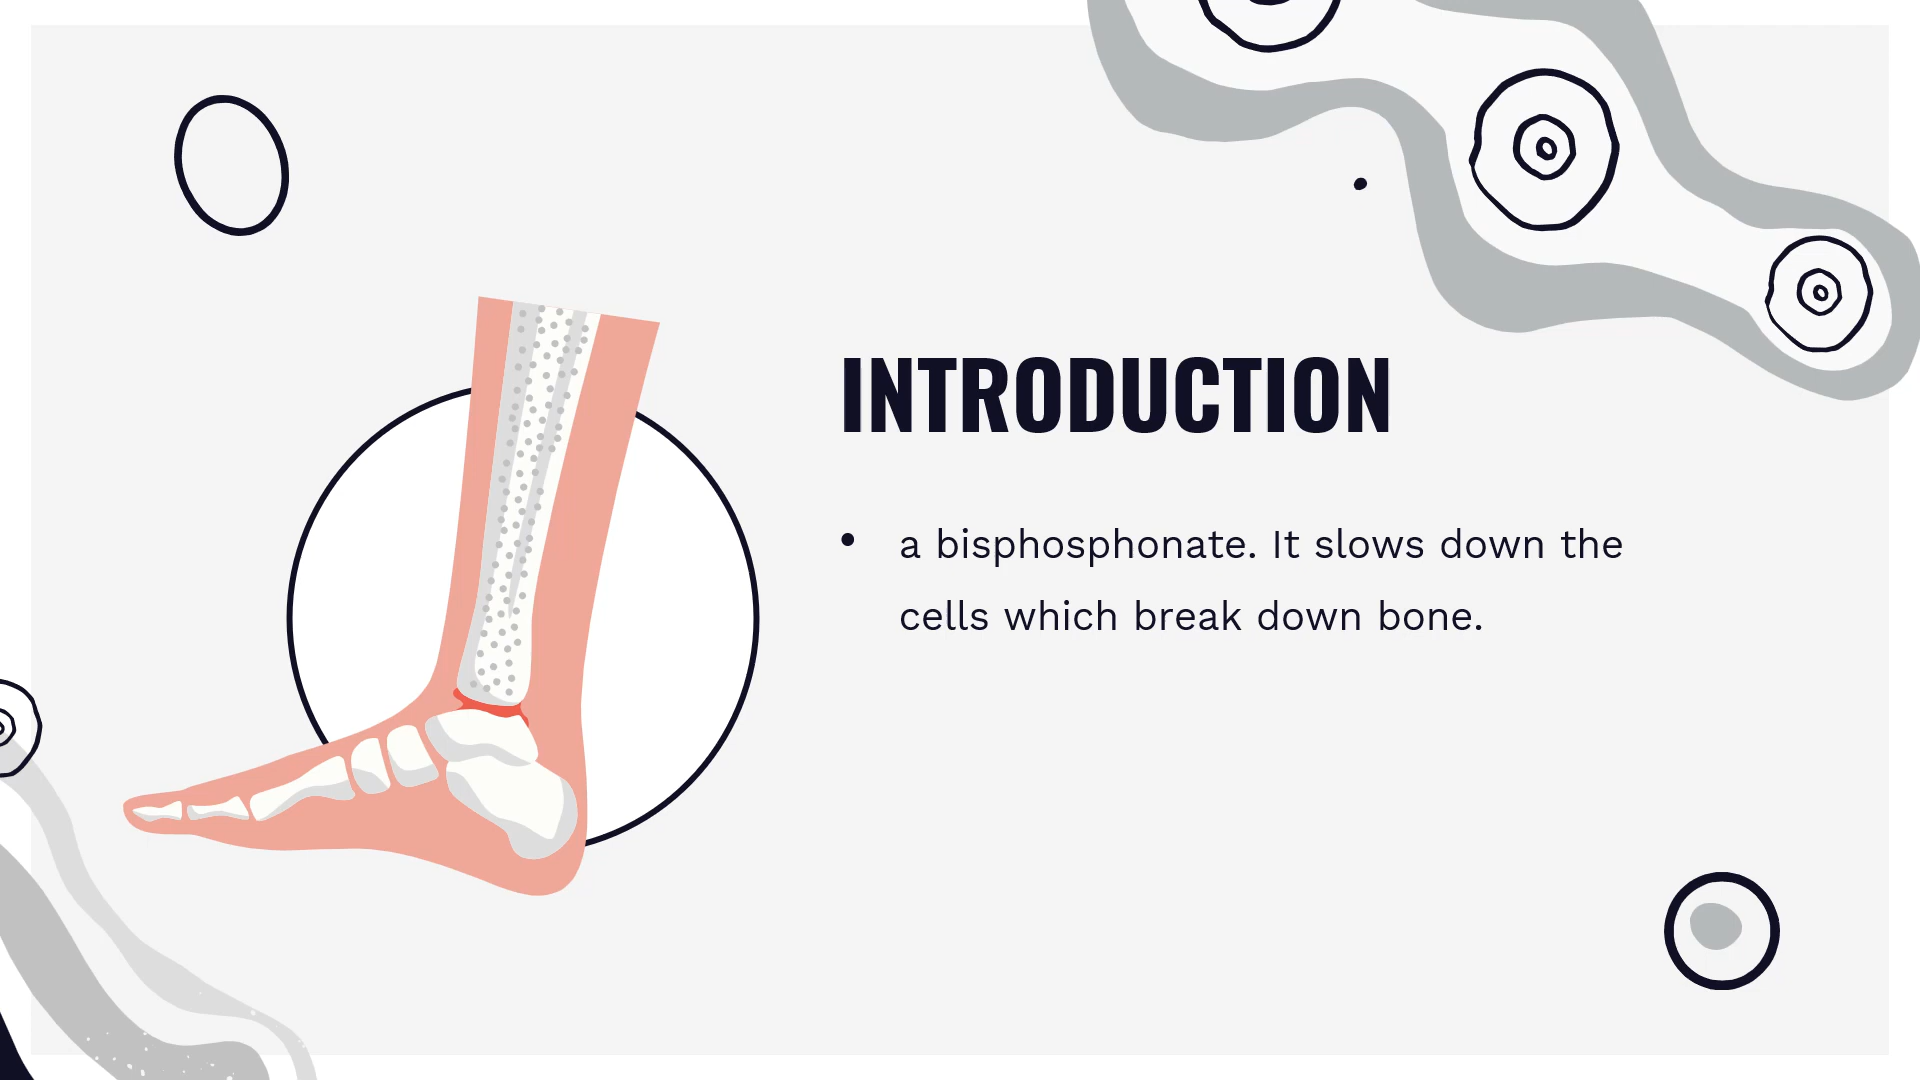 INTRODUCTION
• a bisphosphonate. It slows down the
cells which break down bone.